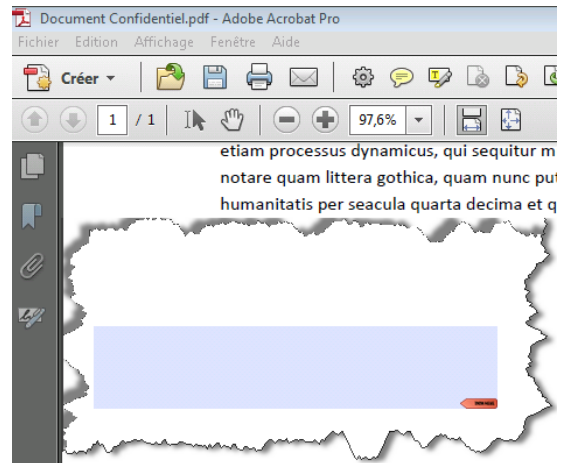 Document Confidentiel.pdf - Adobe Acrobat Pro
Fichier Edition Affichage Fenêtre Aide
Créer
1 / 1 97,6%
etiam processus dynamicus, qui sequitur m
notare quam littera gothica, quam nunc put
humanitatis per seacula quarta decima et q